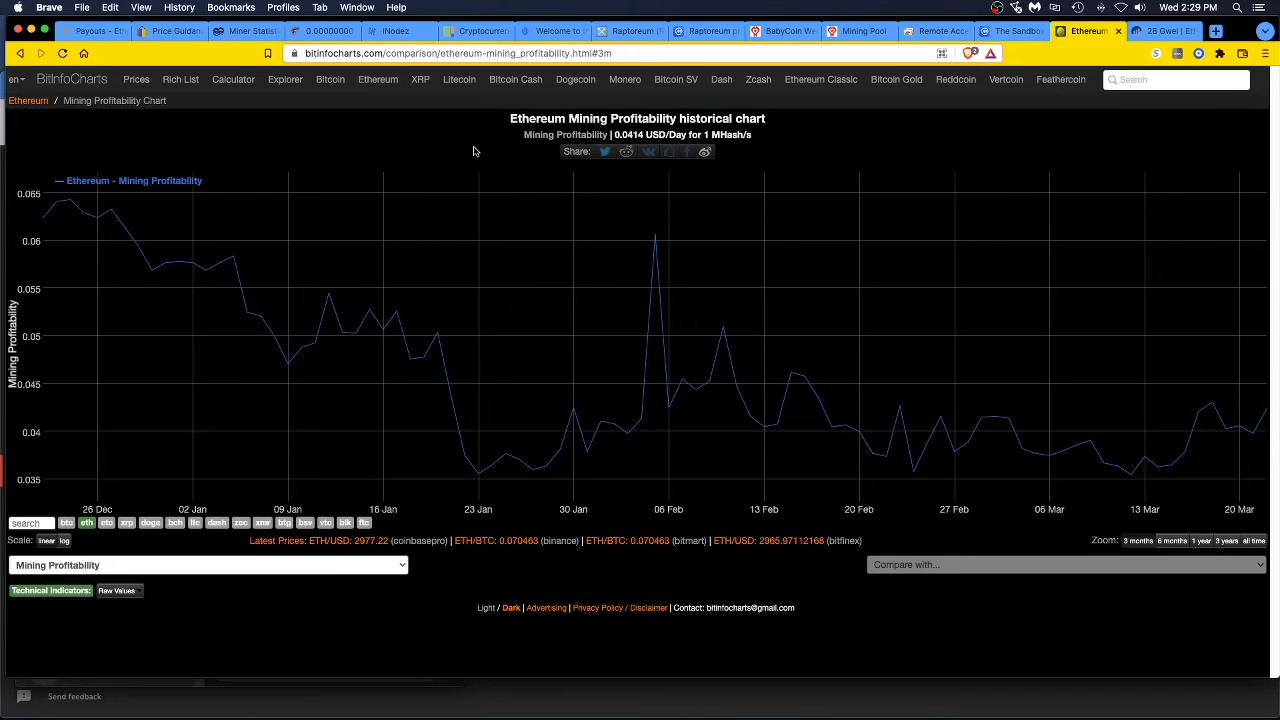 Brave File Edit View History Bookmarks Profiles Tab Window Help Wed 2:29 PM
Payouts - Eth Price Guidanc Miner Statist 0.00000000 iNodez Cryptocurren Welcome to th Raptoreum (R Raptoreum pr BabyCoin We Mining Pool Remote Acce The Sandbox Ethereum 28 Gwei | Eth
bitinfocharts.com/comparison/ethereum-mining_profitability.html#3m
en BitInfoCharts Prices Rich List Calculator Explorer Bitcoin Ethereum XRP Litecoin Bitcoin Cash Dogecoin Monero Bitcoin SV Dash Zcash Ethereum Classic Bitcoin Gold Reddcoin Vertcoin Feathercoin Search
Ethereum / Mining Profitability Chart
Ethereum Mining Profitability historical chart
Mining Profitability | 0.0414 USD/Day for 1 MHash/s
Share:
— Ethereum - Mining Profitability
0.065
0.06
0.055
0.05
0.045
0.04
0.035
Mining Profitability
26 Dec 02 Jan 09 Jan 16 Jan 23 Jan 30 Jan 06 Feb 13 Feb 20 Feb 27 Feb 06 Mar 13 Mar 20 Mar
search btc eth etc xrp doge bch ltc dash zec xmr btg bsv vtc blk ftc
Scale: linear log Latest Prices: ETH/USD: 2977.22 (coinbasepro) | ETH/BTC: 0.070463 (binance) | ETH/BTC: 0.070463 (bitmart) | ETH/USD: 2965.97112168 (bitfinex) Zoom: 3 months 6 months 1 year 3 years all time
Mining Profitability Compare with...
Technical Indicators: Raw Values
Light / Dark | Advertising | Privacy Policy / Disclaimer | Contact: bitinfocharts@gmail.com
Send feedback